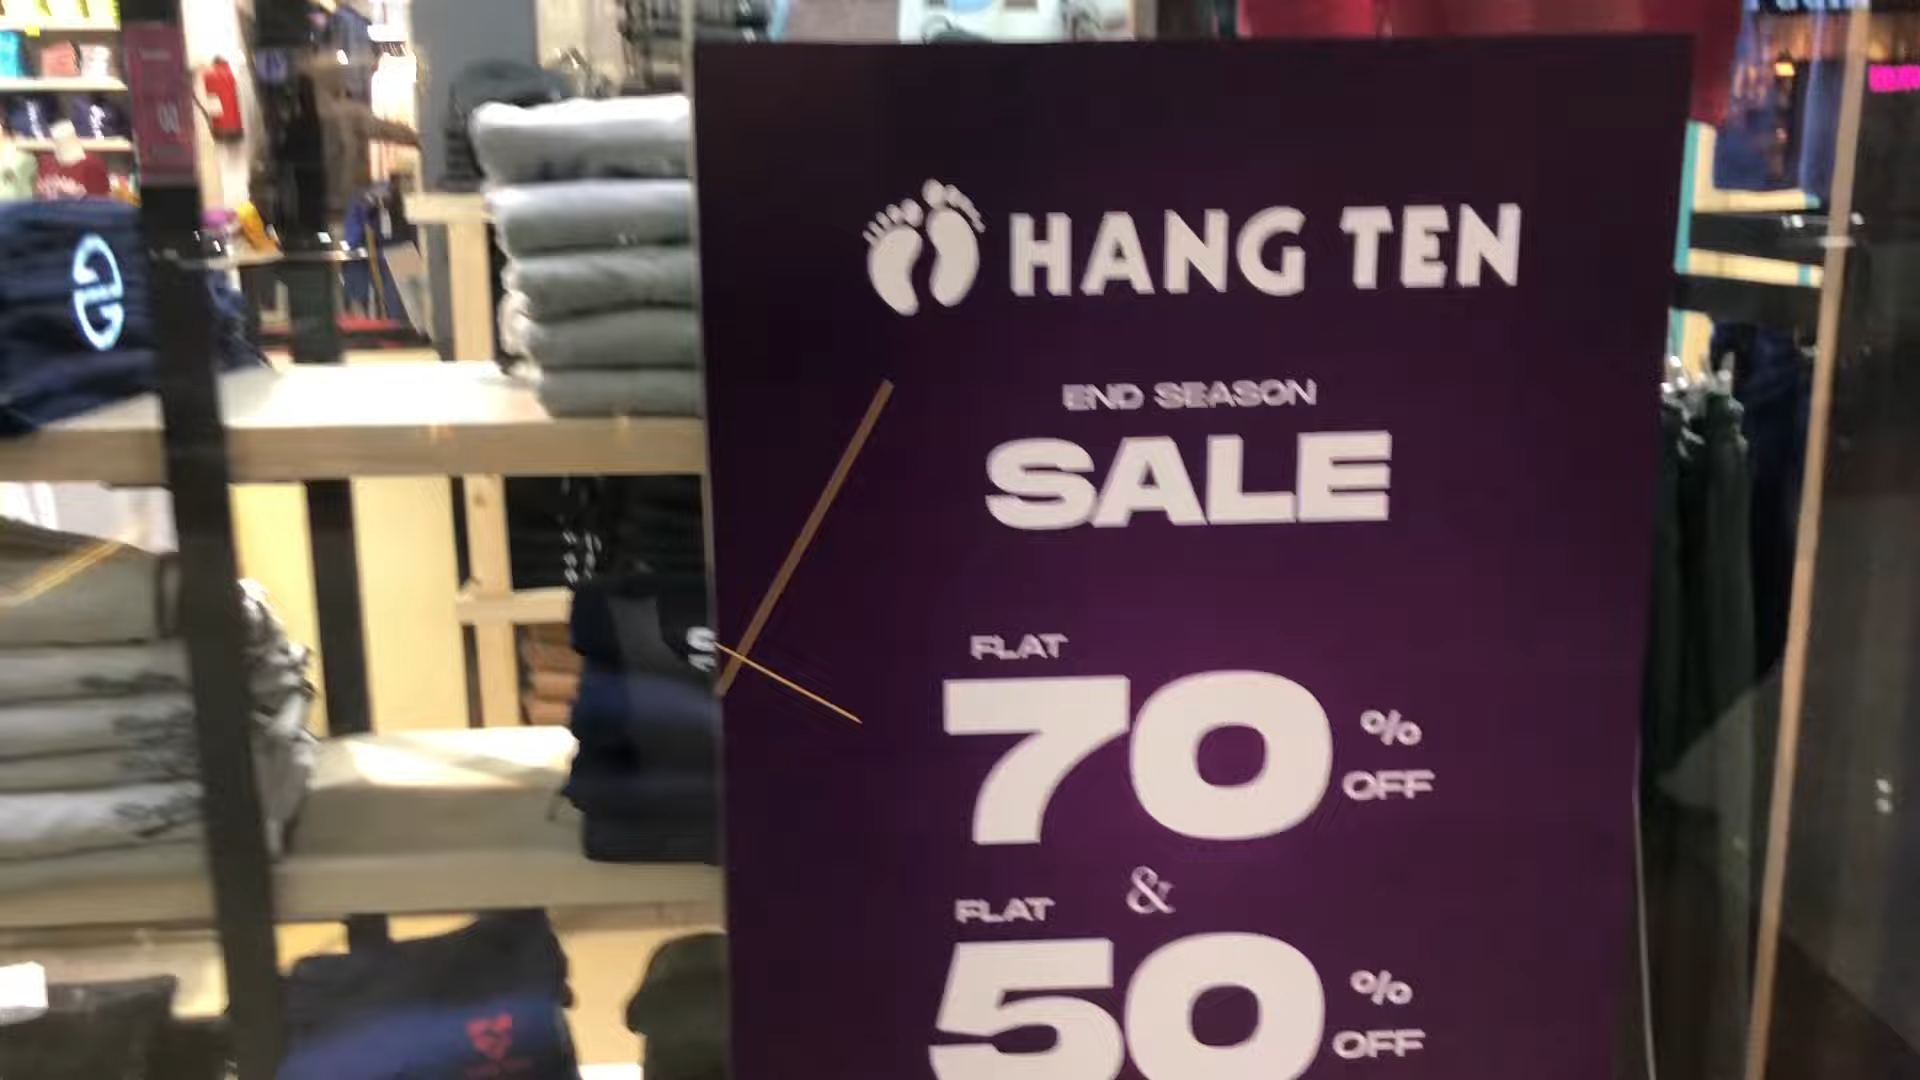 HANG TEN
END SEASON
SALE
FLAT
70 % OFF
&
FLAT
50 % OFF